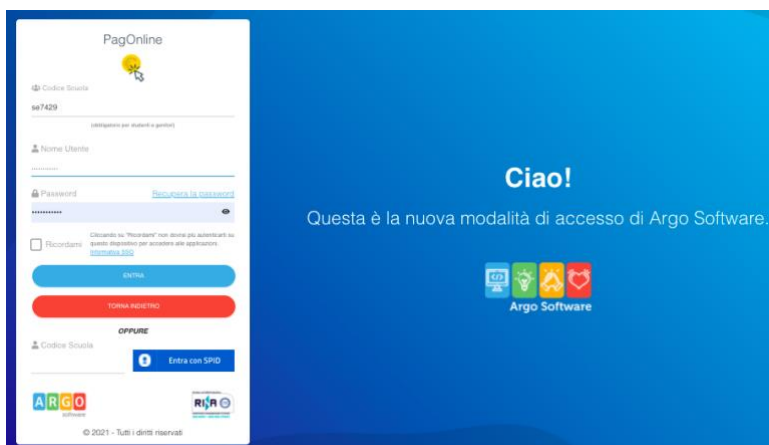 PagOnline
Codice Scuola
se7429
(obbligatorio per studenti e genitori)
Nome Utente
Password Recupera la password
Ricordami
Cliccando su "Ricordami" non dovrai più autenticarti su
questo dispositivo per accedere alle applicazioni.
Informativa SSO
ENTRA
TORNA INDIETRO
OPPURE
Codice Scuola
Entra con SPID
ARGO
software
© 2021 - Tutti i diritti riservati
Ciao!
Questa è la nuova modalità di accesso di Argo Software.
Argo Software